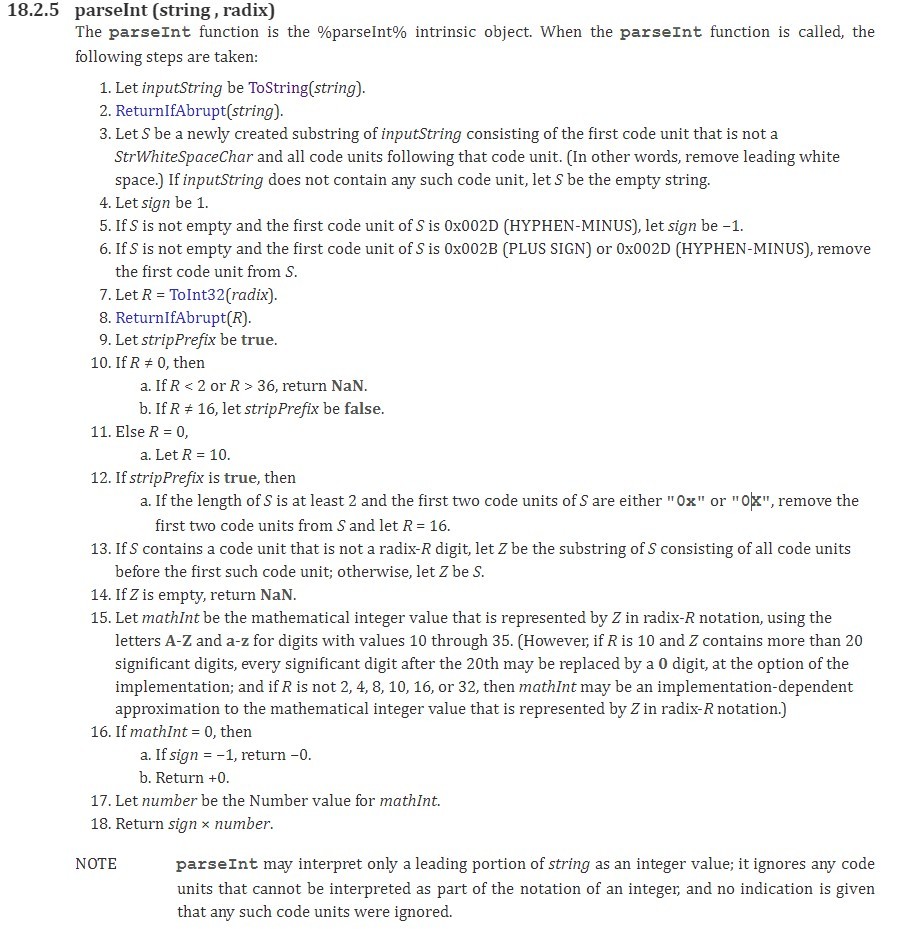 18.2.5 parseInt (string , radix)
The parseInt function is the %parseInt% intrinsic object. When the parseInt function is called, the
following steps are taken:
1. Let inputString be ToString(string).
2. ReturnIfAbrupt(string).
3. Let S be a newly created substring of inputString consisting of the first code unit that is not a
StrWhiteSpaceChar and all code units following that code unit. (In other words, remove leading white
space.) If inputString does not contain any such code unit, let S be the empty string.
4. Let sign be 1.
5. If S is not empty and the first code unit of S is 0x002D (HYPHEN-MINUS), let sign be −1.
6. If S is not empty and the first code unit of S is 0x002B (PLUS SIGN) or 0x002D (HYPHEN-MINUS), remove
the first code unit from S.
7. Let R = ToInt32(radix).
8. ReturnIfAbrupt(R).
9. Let stripPrefix be true.
10. If R ≠ 0, then
a. If R < 2 or R > 36, return NaN.
b. If R ≠ 16, let stripPrefix be false.
11. Else R = 0,
a. Let R = 10.
12. If stripPrefix is true, then
a. If the length of S is at least 2 and the first two code units of S are either "0x" or "0X", remove the
first two code units from S and let R = 16.
13. If S contains a code unit that is not a radix-R digit, let Z be the substring of S consisting of all code units
before the first such code unit; otherwise, let Z be S.
14. If Z is empty, return NaN.
15. Let mathInt be the mathematical integer value that is represented by Z in radix-R notation, using the
letters A-Z and a-z for digits with values 10 through 35. (However, if R is 10 and Z contains more than 20
significant digits, every significant digit after the 20th may be replaced by a 0 digit, at the option of the
implementation; and if R is not 2, 4, 8, 10, 16, or 32, then mathInt may be an implementation-dependent
approximation to the mathematical integer value that is represented by Z in radix-R notation.)
16. If mathInt = 0, then
a. If sign = −1, return −0.
b. Return +0.
17. Let number be the Number value for mathInt.
18. Return sign × number.
NOTE parseInt may interpret only a leading portion of string as an integer value; it ignores any code
units that cannot be interpreted as part of the notation of an integer, and no indication is given
that any such code units were ignored.